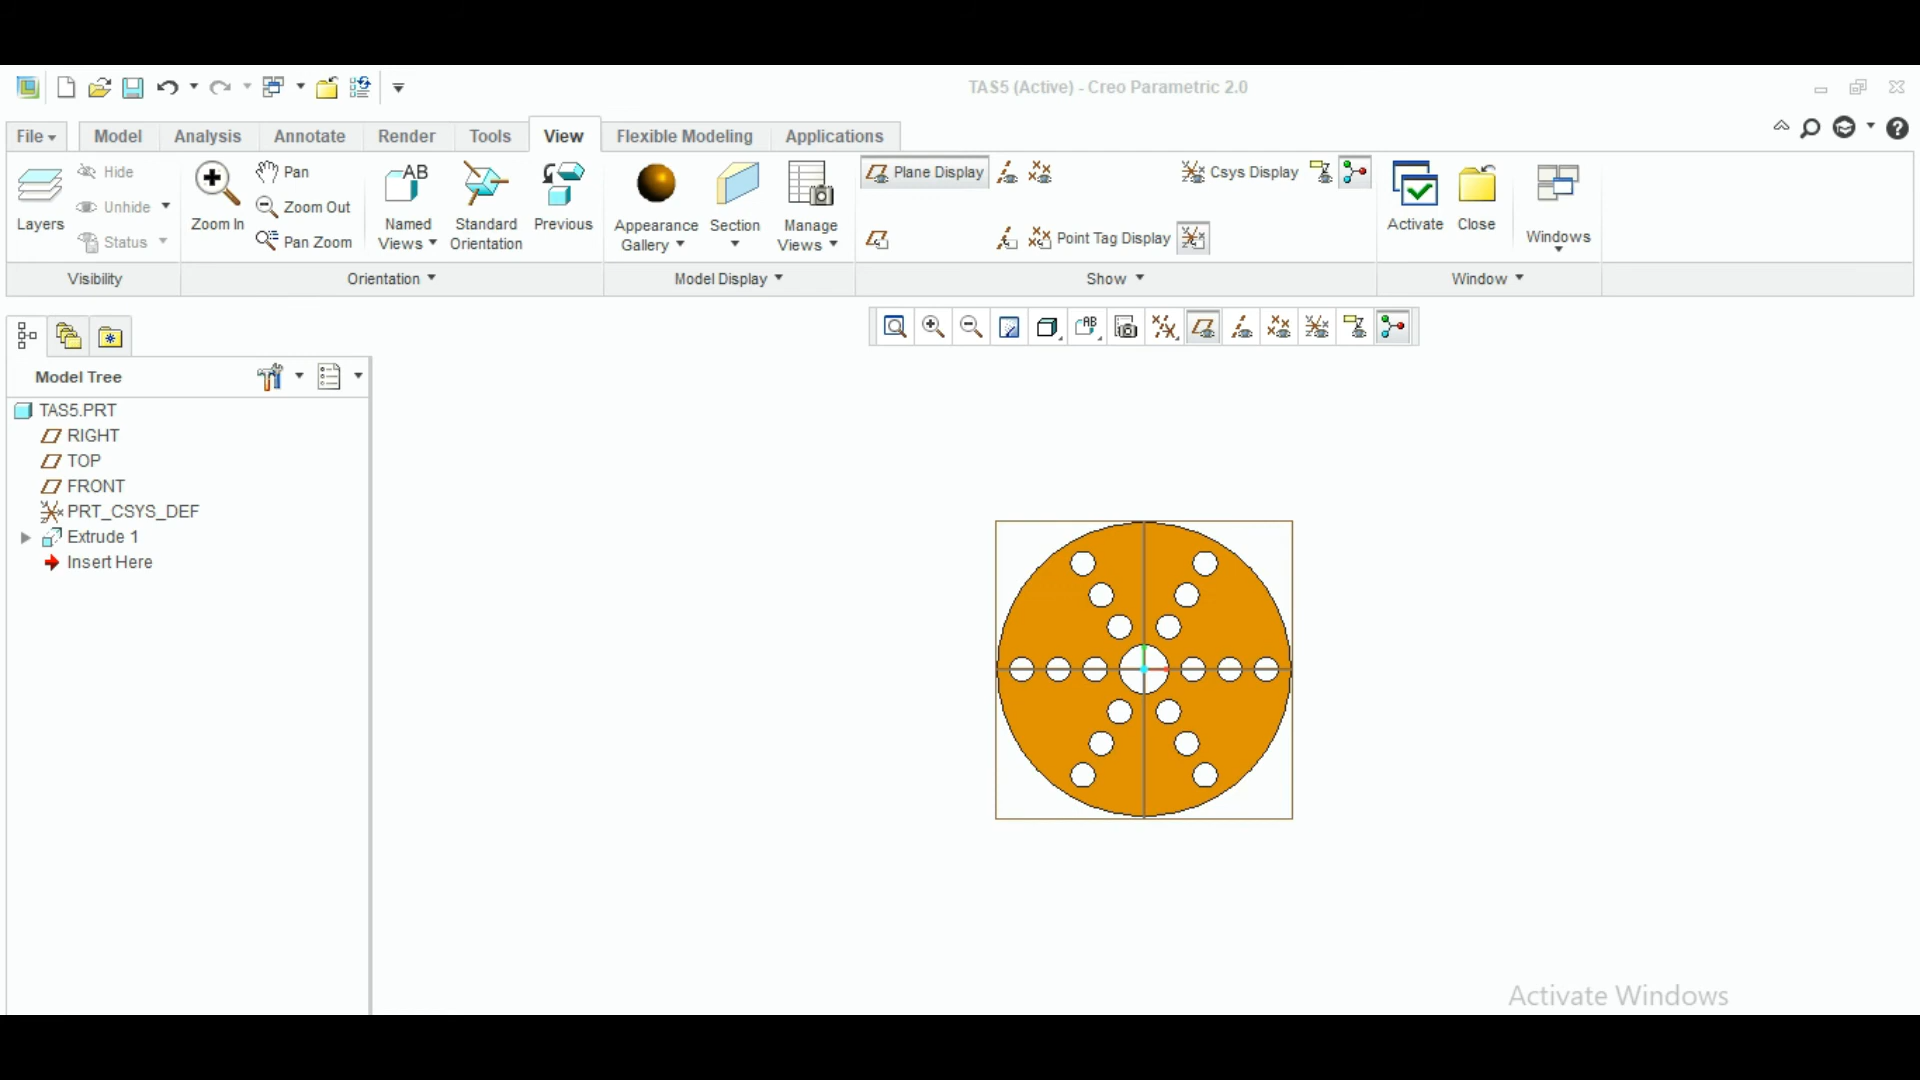 TAS5 (Active) - Creo Parametric 2.0
File Model Analysis Annotate Render Tools View Flexible Modeling Applications
Layers
Hide
Unhide
Status
Visibility
Zoom In
Pan
Zoom Out
Pan Zoom
AB
Named
Views
Standard
Orientation
Previous
Orientation
Appearance
Gallery
Section
Manage
Views
Model Display
Plane Display
Csys Display
Point Tag Display
Show
Activate
Close
Windows
Window
AB
Model Tree
TAS5.PRT
RIGHT
TOP
FRONT
PRT_CSYS_DEF
Extrude 1
Insert Here
Activate Windows